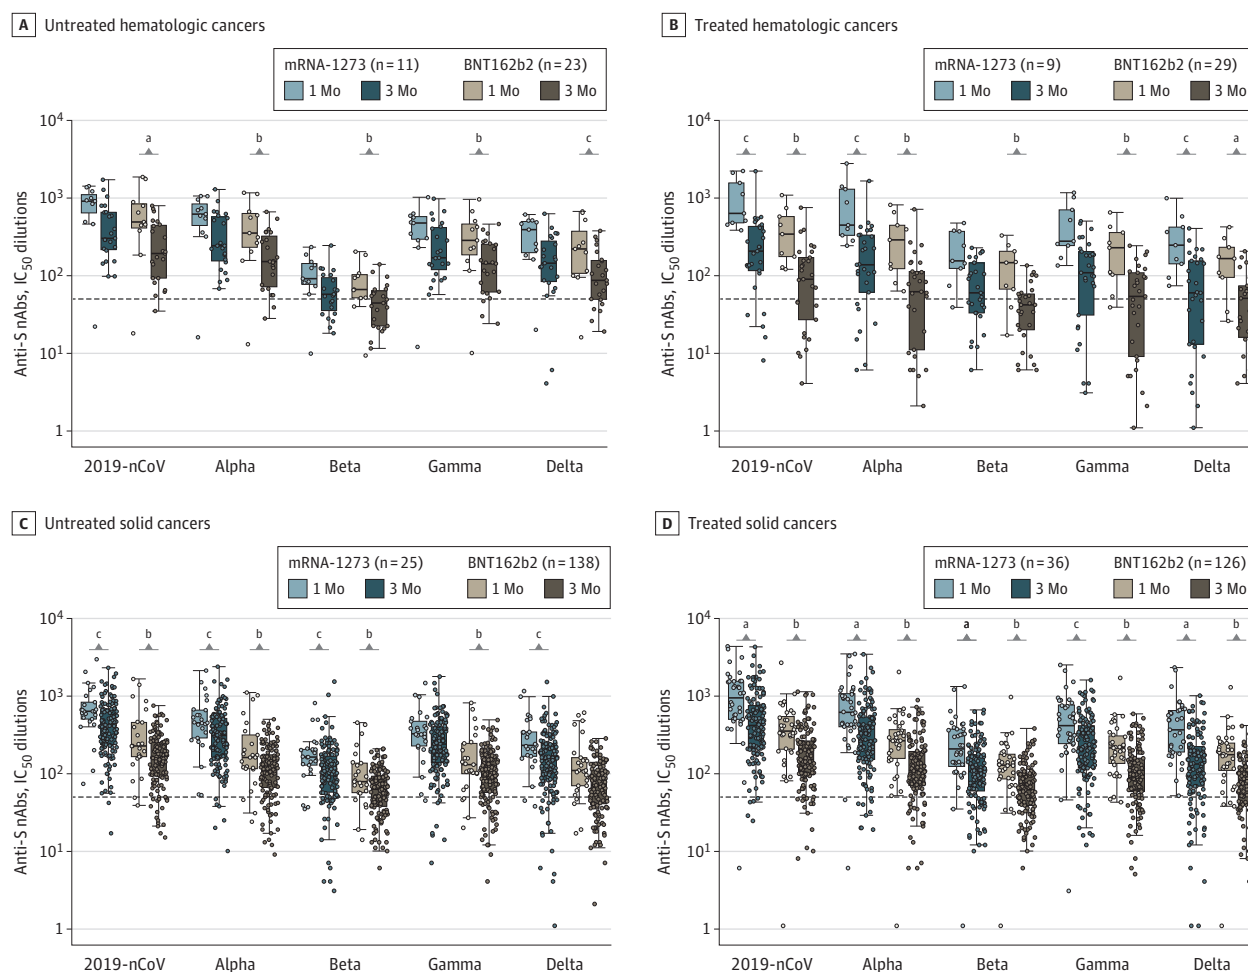 A Untreated hematologic cancers
mRNA-1273 (n = 11) BNT162b2 (n = 23)
1 Mo 3 Mo 1 Mo 3 Mo
Anti-S nAbs, IC50 dilutions
10^4
10^3
10^2
10^1
1
a b b b c
2019-nCoV Alpha Beta Gamma Delta
B Treated hematologic cancers
mRNA-1273 (n = 9) BNT162b2 (n = 29)
1 Mo 3 Mo 1 Mo 3 Mo
Anti-S nAbs, IC50 dilutions
10^4
10^3
10^2
10^1
1
c b c b b b c a
2019-nCoV Alpha Beta Gamma Delta
C Untreated solid cancers
mRNA-1273 (n = 25) BNT162b2 (n = 138)
1 Mo 3 Mo 1 Mo 3 Mo
Anti-S nAbs, IC50 dilutions
10^4
10^3
10^2
10^1
1
c b c b c b b c
2019-nCoV Alpha Beta Gamma Delta
D Treated solid cancers
mRNA-1273 (n = 36) BNT162b2 (n = 126)
1 Mo 3 Mo 1 Mo 3 Mo
Anti-S nAbs, IC50 dilutions
10^4
10^3
10^2
10^1
1
a b a b a b c b a b
2019-nCoV Alpha Beta Gamma Delta